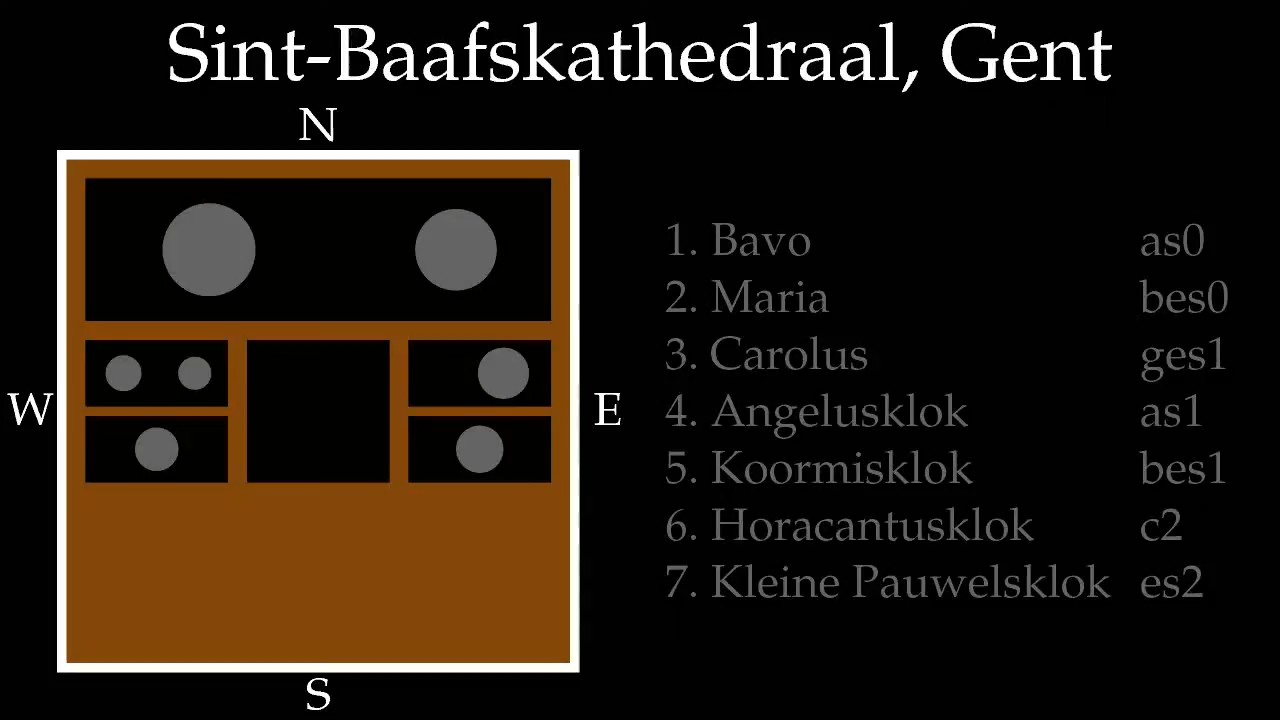 Sint-Baafskathedraal, Gent
N
W
E
S
1. Bavo as0
2. Maria bes0
3. Carolus ges1
4. Angelusklok as1
5. Koormisklok bes1
6. Horacantusklok c2
7. Kleine Pauwelsklok es2